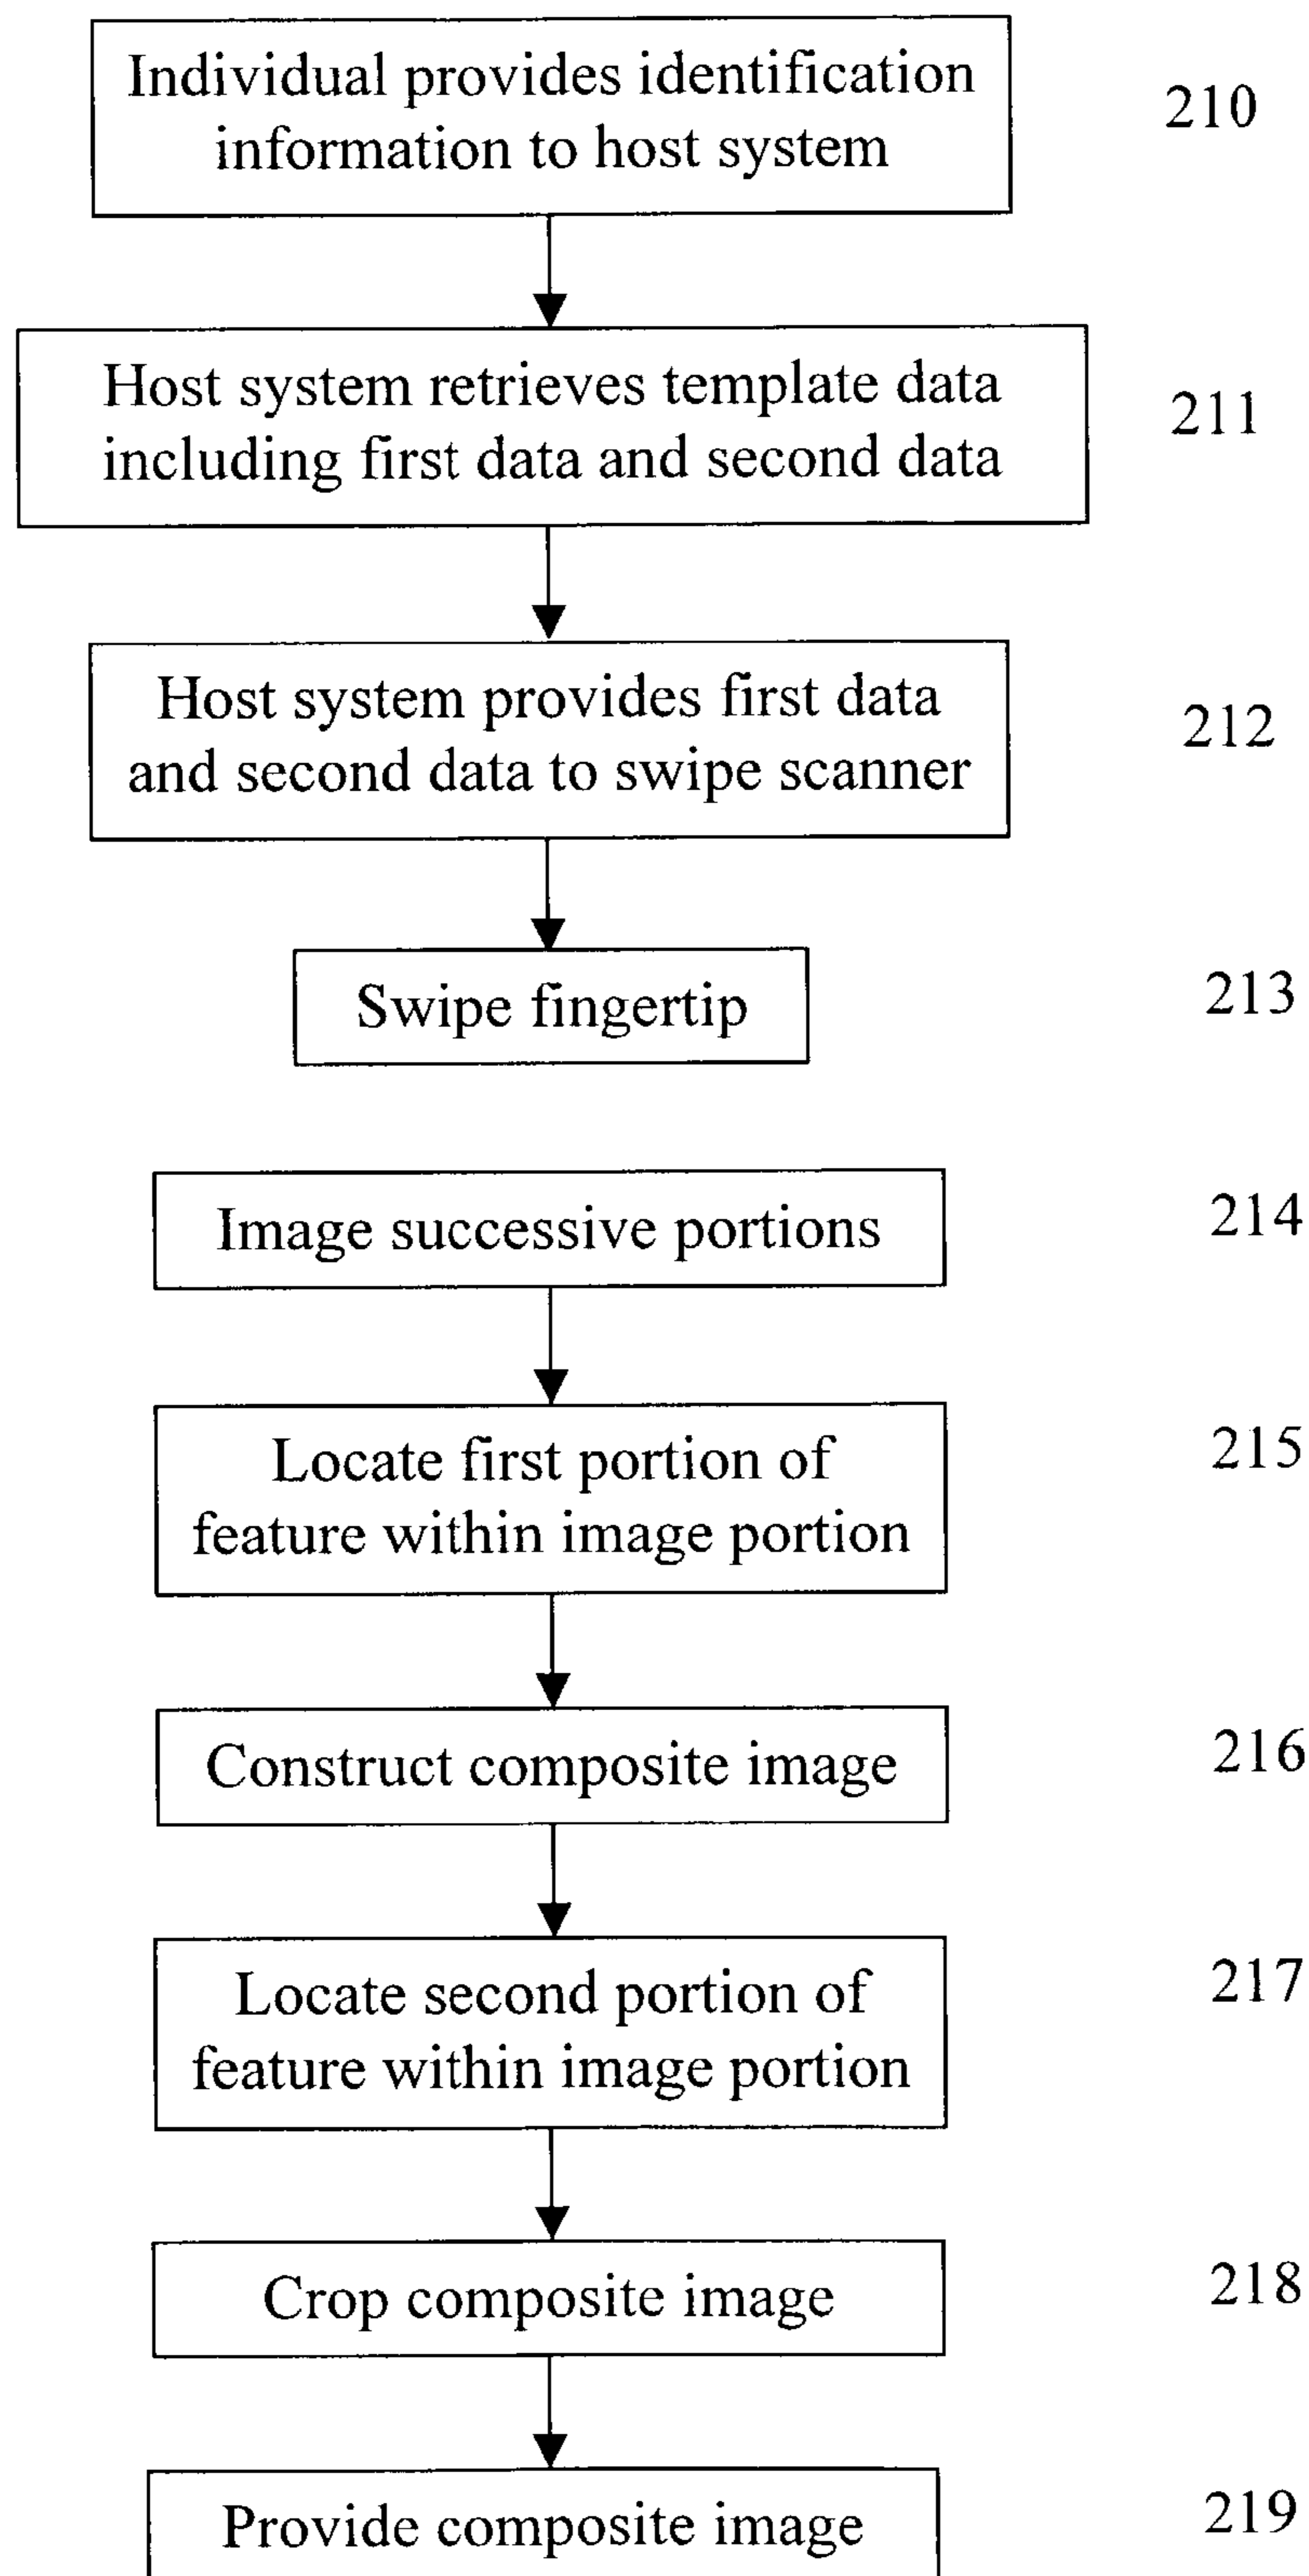 Individual provides identification
information to host system
210
Host system retrieves template data
including first data and second data
211
Host system provides first data
and second data to swipe scanner
212
Swipe fingertip
213
Image successive portions
214
Locate first portion of
feature within image portion
215
Construct composite image
216
Locate second portion of
feature within image portion
217
Crop composite image
218
Provide composite image
219